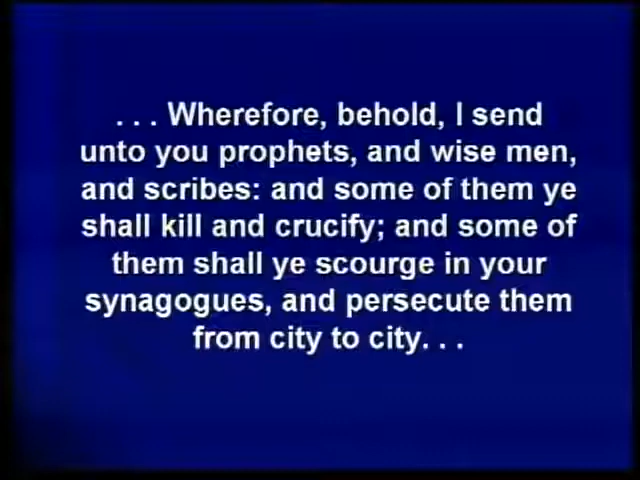 . . . Wherefore, behold, I send
unto you prophets, and wise men,
and scribes: and some of them ye
shall kill and crucify; and some of
them shall ye scourge in your
synagogues, and persecute them
from city to city. . .